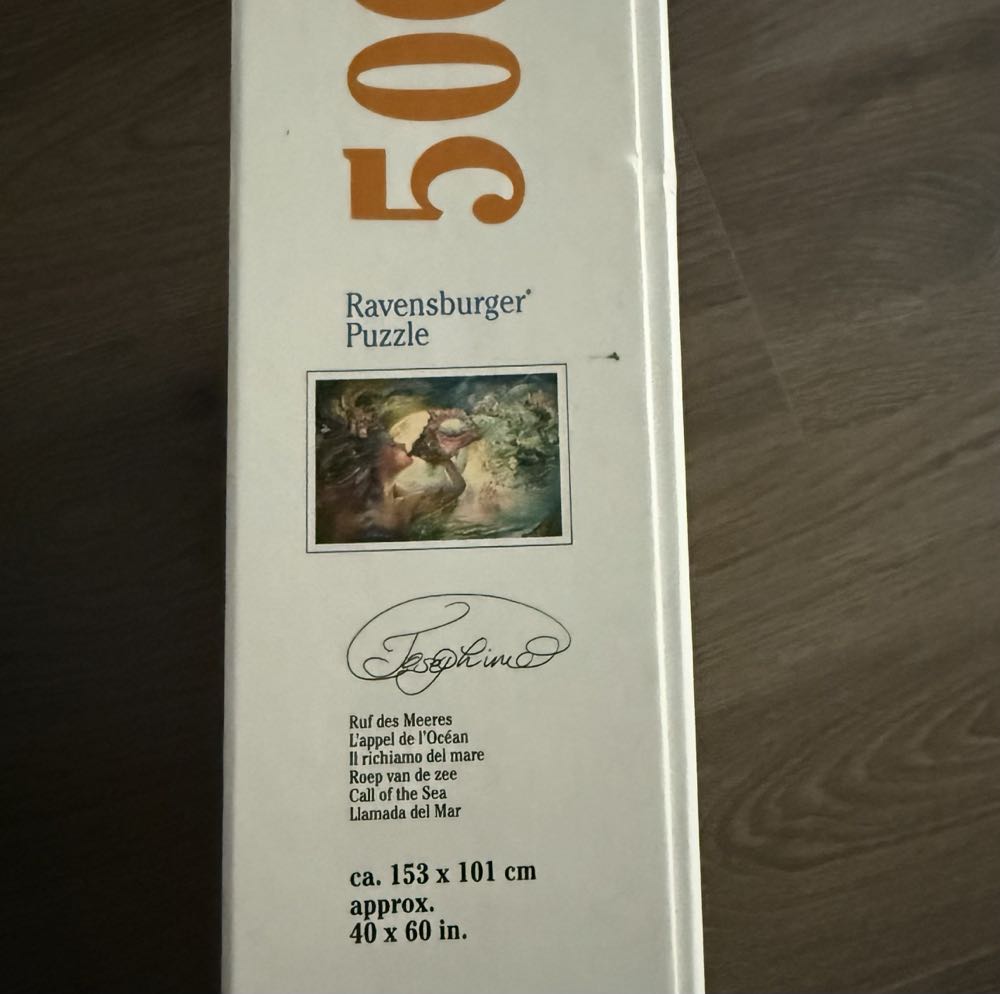 500
Ravensburger®
Puzzle
Josephine
Ruf des Meeres
L'appel de l'Océan
Il richiamo del mare
Roep van de zee
Call of the Sea
Llamada del Mar
ca. 153 x 101 cm
approx.
40 x 60 in.